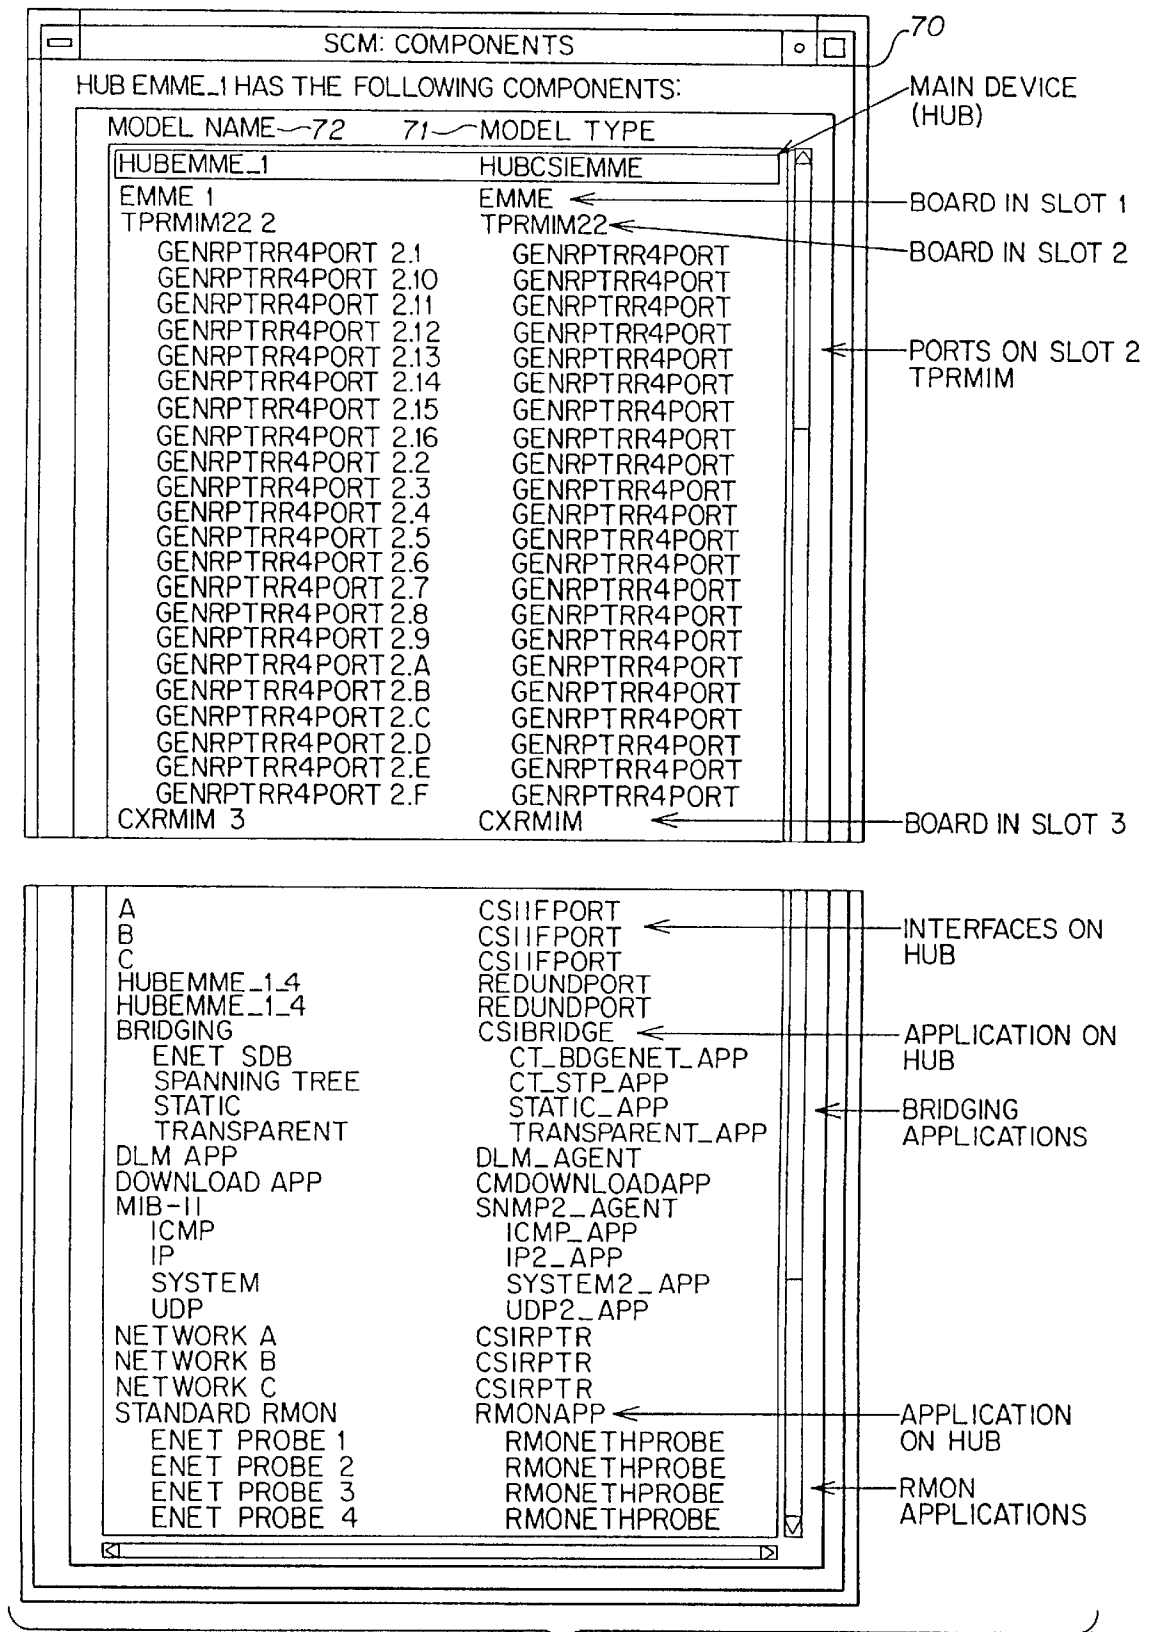 SCM: COMPONENTS
70
HUB EMME_1 HAS THE FOLLOWING COMPONENTS:
MAIN DEVICE
(HUB)
MODEL NAME 72 71 MODEL TYPE
HUBEMME_1 HUBCSIEMME
EMME 1 EMME BOARD IN SLOT 1
TPRMIM22 2 TPRMIM22 BOARD IN SLOT 2
GENRPTRR4PORT 2.1 GENRPTRR4PORT
GENRPTRR4PORT 2.10 GENRPTRR4PORT
GENRPTRR4PORT 2.11 GENRPTRR4PORT
GENRPTRR4PORT 2.12 GENRPTRR4PORT
GENRPTRR4PORT 2.13 GENRPTRR4PORT PORTS ON SLOT 2
GENRPTRR4PORT 2.14 GENRPTRR4PORT TPRMIM
GENRPTRR4PORT 2.15 GENRPTRR4PORT
GENRPTRR4PORT 2.16 GENRPTRR4PORT
GENRPTRR4PORT 2.2 GENRPTRR4PORT
GENRPTRR4PORT 2.3 GENRPTRR4PORT
GENRPTRR4PORT 2.4 GENRPTRR4PORT
GENRPTRR4PORT 2.5 GENRPTRR4PORT
GENRPTRR4PORT 2.6 GENRPTRR4PORT
GENRPTRR4PORT 2.7 GENRPTRR4PORT
GENRPTRR4PORT 2.8 GENRPTRR4PORT
GENRPTRR4PORT 2.9 GENRPTRR4PORT
GENRPTRR4PORT 2.A GENRPTRR4PORT
GENRPTRR4PORT 2.B GENRPTRR4PORT
GENRPTRR4PORT 2.C GENRPTRR4PORT
GENRPTRR4PORT 2.D GENRPTRR4PORT
GENRPTRR4PORT 2.E GENRPTRR4PORT
GENRPTRR4PORT 2.F GENRPTRR4PORT
CXRMIM 3 CXRMIM BOARD IN SLOT 3
A CSIIFPORT
B CSIIFPORT INTERFACES ON
C CSIIFPORT HUB
HUBEMME_1_4 REDUNDPORT
HUBEMME_1_4 REDUNDPORT
BRIDGING CSIBRIDGE APPLICATION ON
ENET SDB CT_BDGENET_APP HUB
SPANNING TREE CT_STP_APP
STATIC STATIC_APP BRIDGING
TRANSPARENT TRANSPARENT_APP APPLICATIONS
DLM APP DLM_AGENT
DOWNLOAD APP CMDOWNLOADAPP
MIB-II SNMP2_AGENT
ICMP ICMP_APP
IP IP2_APP
SYSTEM SYSTEM2_APP
UDP UDP2_APP
NETWORK A CSIRPTR
NETWORK B CSIRPTR
NETWORK C CSIRPTR
STANDARD RMON RMONAPP APPLICATION
ENET PROBE 1 RMONETHPROBE ON HUB
ENET PROBE 2 RMONETHPROBE
ENET PROBE 3 RMONETHPROBE RMON
ENET PROBE 4 RMONETHPROBE APPLICATIONS